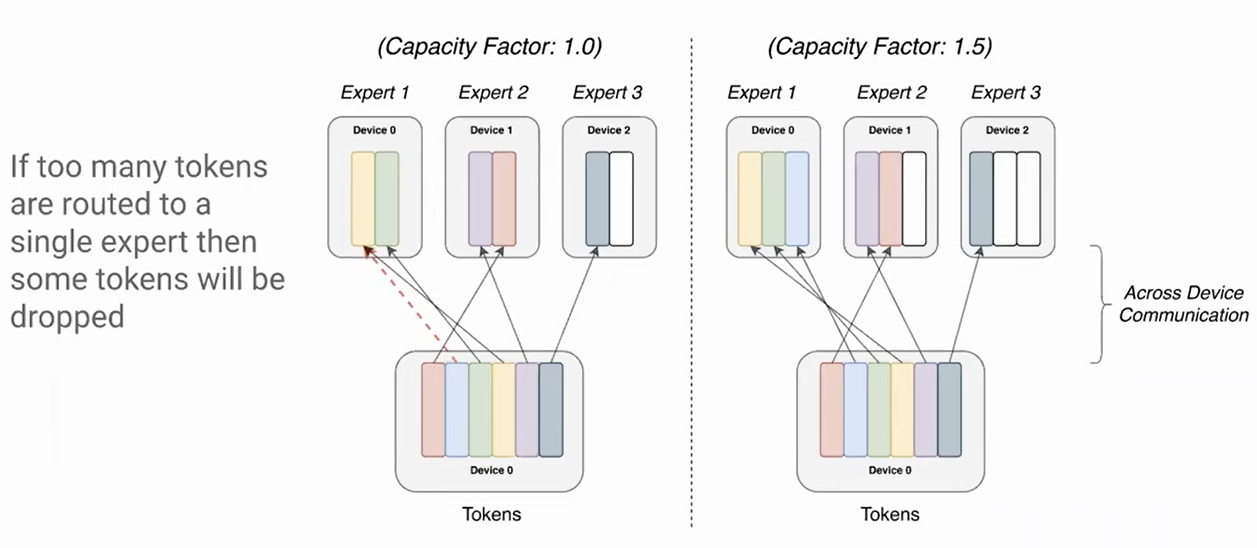 (Capacity Factor: 1.0)
(Capacity Factor: 1.5)
Expert 1
Expert 2
Expert 3
Expert 1
Expert 2
Expert 3
Device 0
Device 1
Device 2
Device 0
Device 1
Device 2
If too many tokens
are routed to a
single expert then
some tokens will be
dropped
Across Device
Communication
Device 0
Device 0
Tokens
Tokens